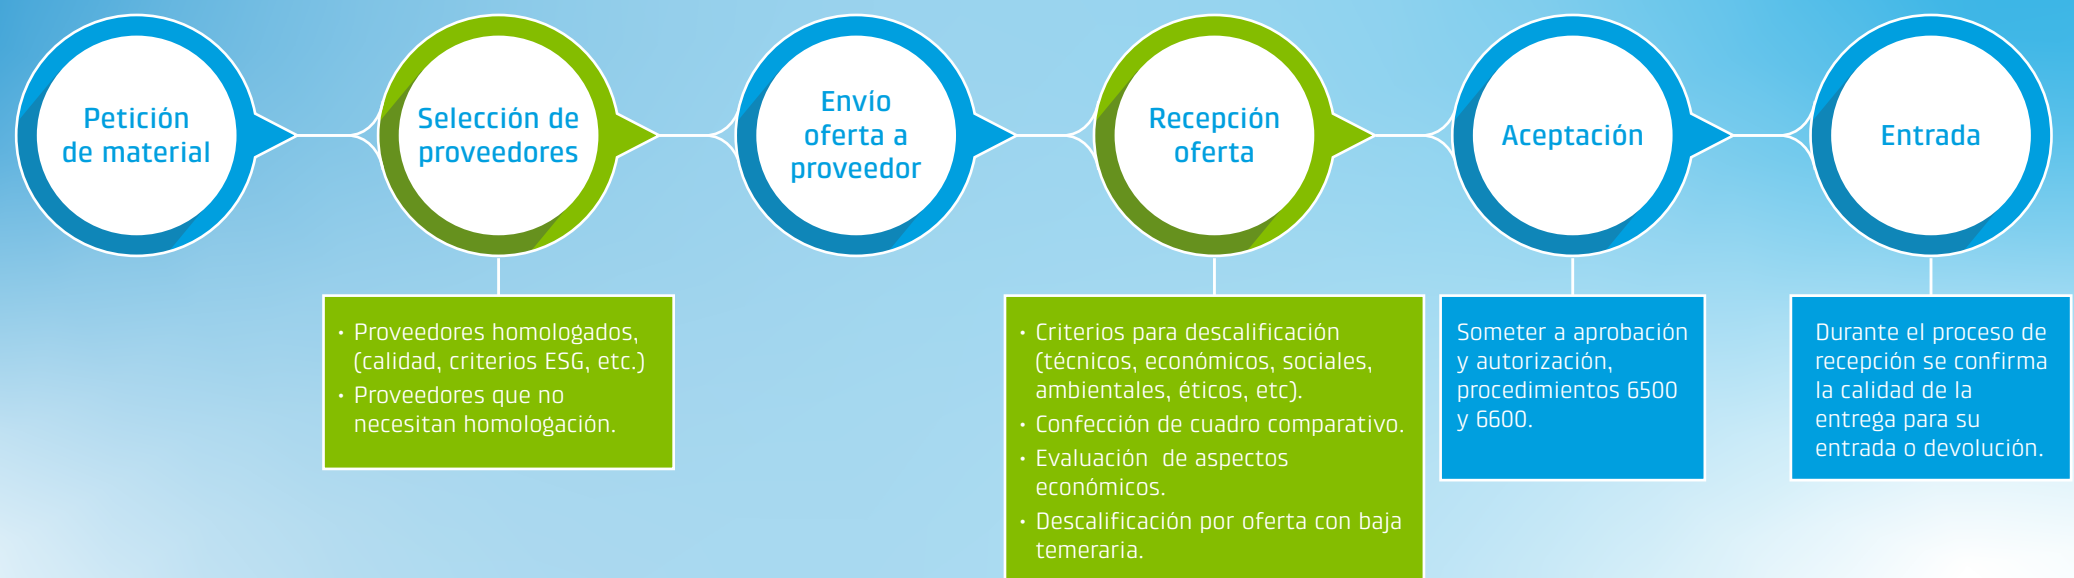 Petición
de material
Selección de
proveedores
Envío
oferta a
proveedor
Recepción
oferta
Aceptación
Entrada
· Proveedores homologados,
(calidad, criterios ESG, etc.)
· Proveedores que no
necesitan homologación.
· Criterios para descalificación
(técnicos, económicos, sociales,
ambientales, éticos, etc).
· Confección de cuadro comparativo.
· Evaluación de aspectos
económicos.
· Descalificación por oferta con baja
temeraria.
Someter a aprobación
y autorización,
procedimientos 6500
y 6600.
Durante el proceso de
recepción se confirma
la calidad de la
entrega para su
entrada o devolución.